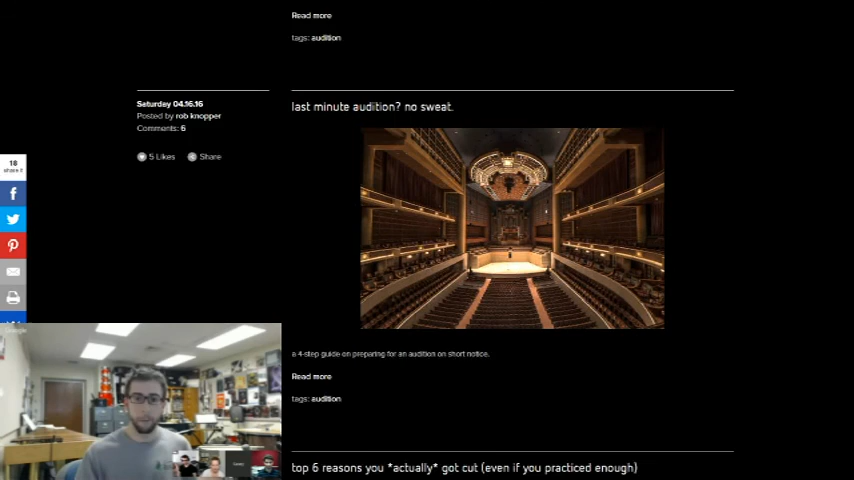 Read more
tags: audition
Saturday 04.16.16
Posted by rob knopper
Comments: 6
5 Likes
Share
last minute audition? no sweat.
18
share it
a 4-step guide on preparing for an audition on short notice.
Read more
tags: audition
top 6 reasons you *actually* got cut (even if you practiced enough)